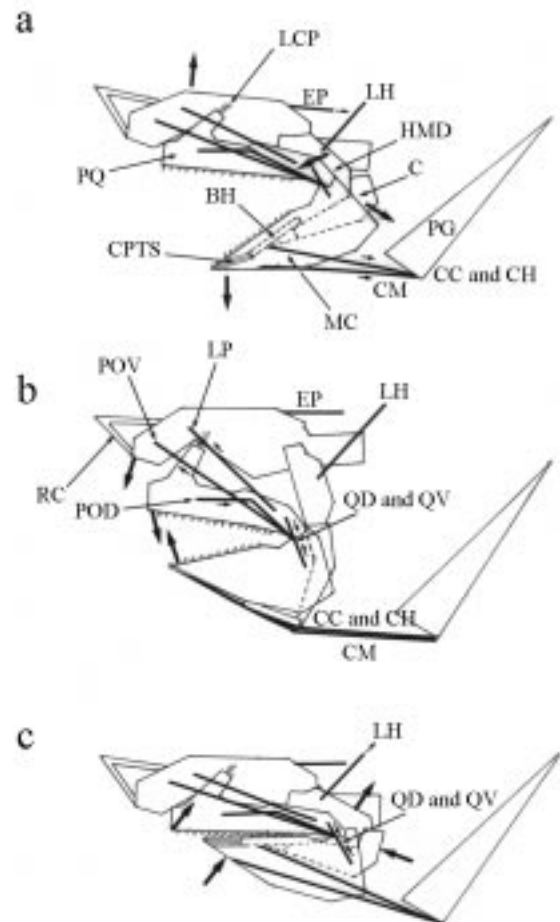 a
LCP
EP
LH
HMD
C
PQ
BH
PG
CPTS
CC and CH
CM
MC
b
POV
LP
EP
LH
RC
POD
QD and QV
CC and CH
CM
c
LH
QD and QV